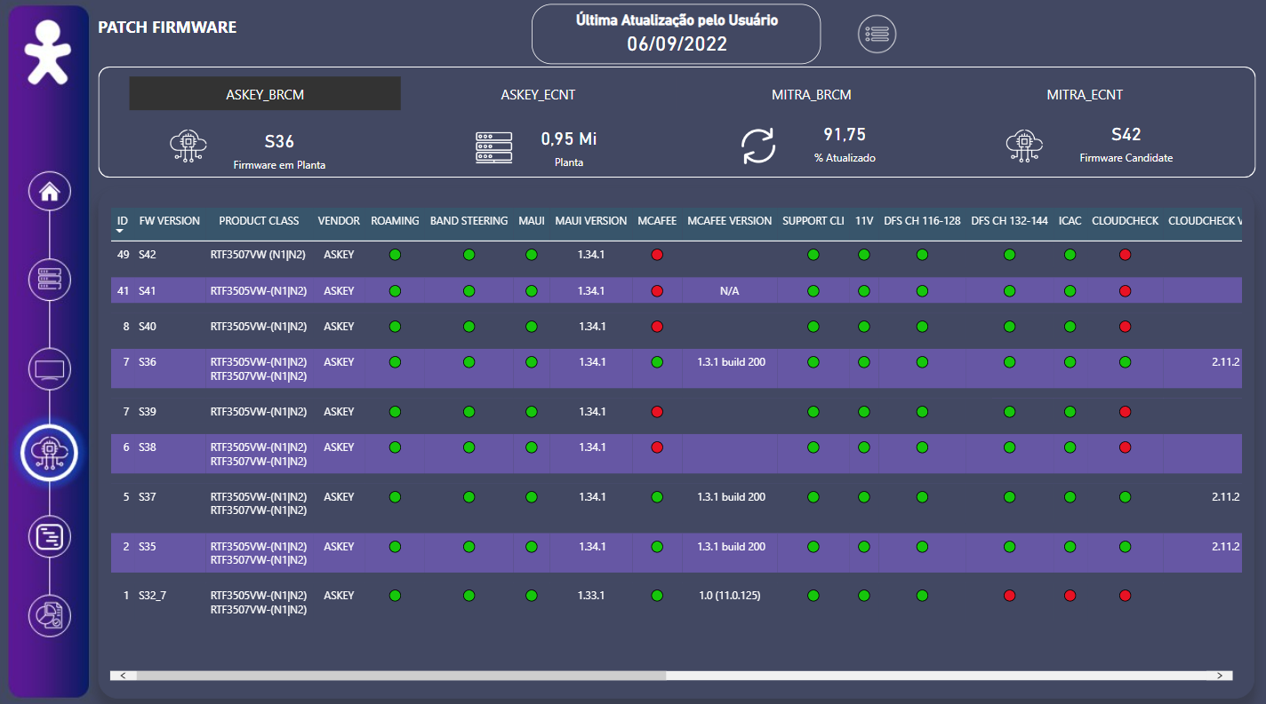 PATCH FIRMWARE
Última Atualização pelo Usuário
06/09/2022
ASKEY_BRCM ASKEY_ECNT MITRA_BRCM MITRA_ECNT
S36
Firmware em Planta
0,95 Mi
Planta
91,75
% Atualizado
S42
Firmware Candidate
ID FW VERSION PRODUCT CLASS VENDOR ROAMING BAND STEERING MAUI MAUI VERSION MCAFEE MCAFEE VERSION SUPPORT CLI 11V DFS CH 116-128 DFS CH 132-144 ICAC CLOUDCHECK CLOUDCHECK V
49 S42 RTF3507VW (N1|N2) ASKEY 1.34.1
41 S41 RTF3505VW-(N1|N2) ASKEY 1.34.1 N/A
8 S40 RTF3505VW-(N1|N2) ASKEY 1.34.1
7 S36 RTF3505VW-(N1|N2) ASKEY 1.34.1 1.3.1 build 200 2.11.2
RTF3507VW-(N1|N2)
7 S39 RTF3505VW-(N1|N2) ASKEY 1.34.1
6 S38 RTF3505VW-(N1|N2) ASKEY 1.34.1
RTF3507VW-(N1|N2)
5 S37 RTF3505VW-(N1|N2) ASKEY 1.34.1 1.3.1 build 200 2.11.2
RTF3507VW-(N1|N2)
2 S35 RTF3505VW-(N1|N2) ASKEY 1.34.1 1.3.1 build 200 2.11.2
RTF3507VW-(N1|N2)
1 S32_7 RTF3505VW-(N1|N2) ASKEY 1.33.1 1.0 (11.0.125)
RTF3507VW-(N1|N2)